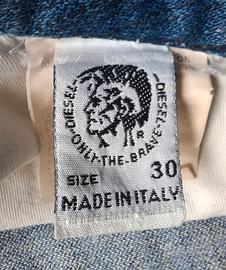 DIESEL-ONLY-THE-BRAVE-DIESEL-
R
SIZE 30
MADE IN ITALY